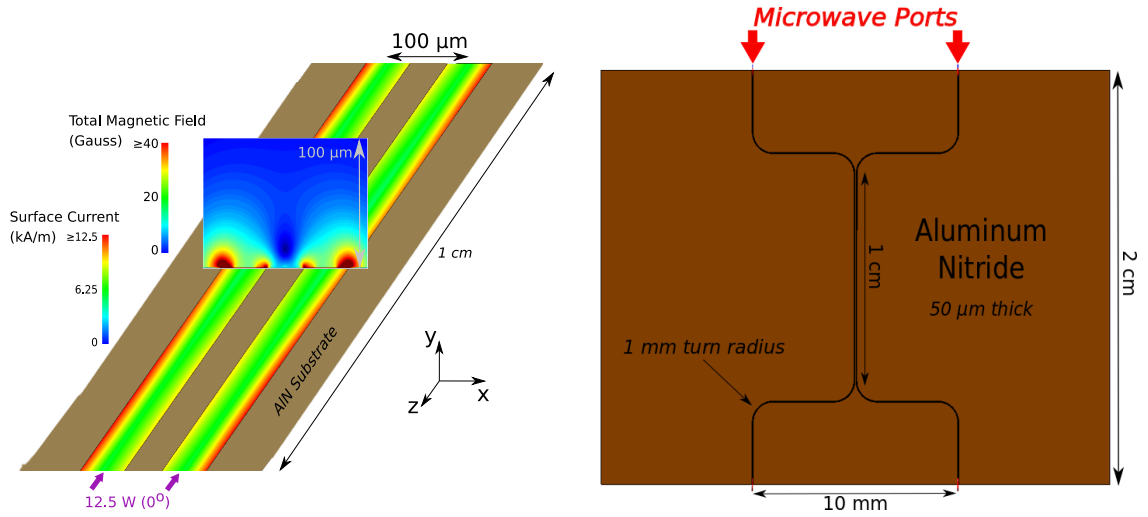 100 μm
Total Magnetic Field
(Gauss)
≥40
20
0
Surface Current
(kA/m)
≥12.5
6.25
0
100 μm
1 cm
AlN Substrate
y
x
z
12.5 W (0°)
Microwave Ports
1 cm
Aluminum
Nitride
50 μm thick
2 cm
1 mm turn radius
10 mm